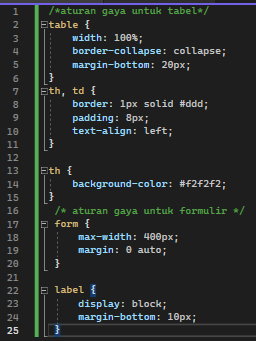 1 /*aturan gaya untuk tabel*/
2 table {
3 width: 100%;
4 border-collapse: collapse;
5 margin-bottom: 20px;
6 }
7 th, td {
8 border: 1px solid #ddd;
9 padding: 8px;
10 text-align: left;
11 }
12
13 th {
14 background-color: #f2f2f2;
15 }
16 /* aturan gaya untuk formulir */
17 form {
18 max-width: 400px;
19 margin: 0 auto;
20 }
21
22 label {
23 display: block;
24 margin-bottom: 10px;
25 }